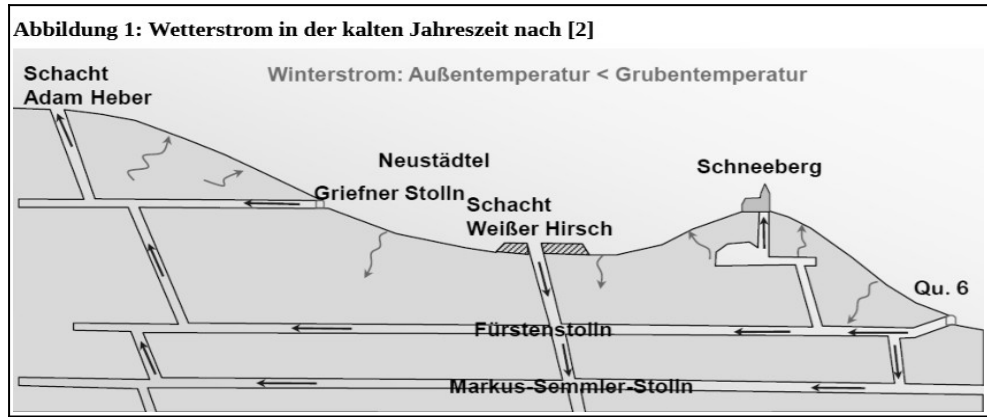 Abbildung 1: Wetterstrom in der kalten Jahreszeit nach [2]
Schacht
Adam Heber
Winterstrom: Außentemperatur < Grubentemperatur
Neustädtel
Schneeberg
Griefner Stolln
Schacht
Weißer Hirsch
Qu. 6
Fürstenstolln
Markus-Semmler-Stolln